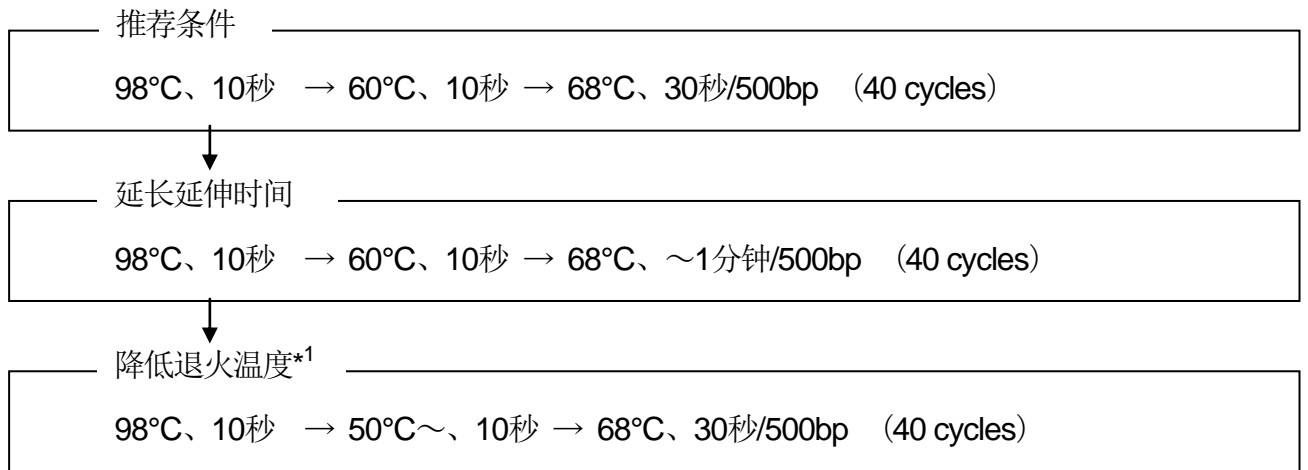 推荐条件
98°C、10秒 → 60°C、10秒 → 68°C、30秒/500bp （40 cycles）
延长延伸时间
98°C、10秒 → 60°C、10秒 → 68°C、～1分钟/500bp （40 cycles）
降低退火温度*1
98°C、10秒 → 50°C～、10秒 → 68°C、30秒/500bp （40 cycles）